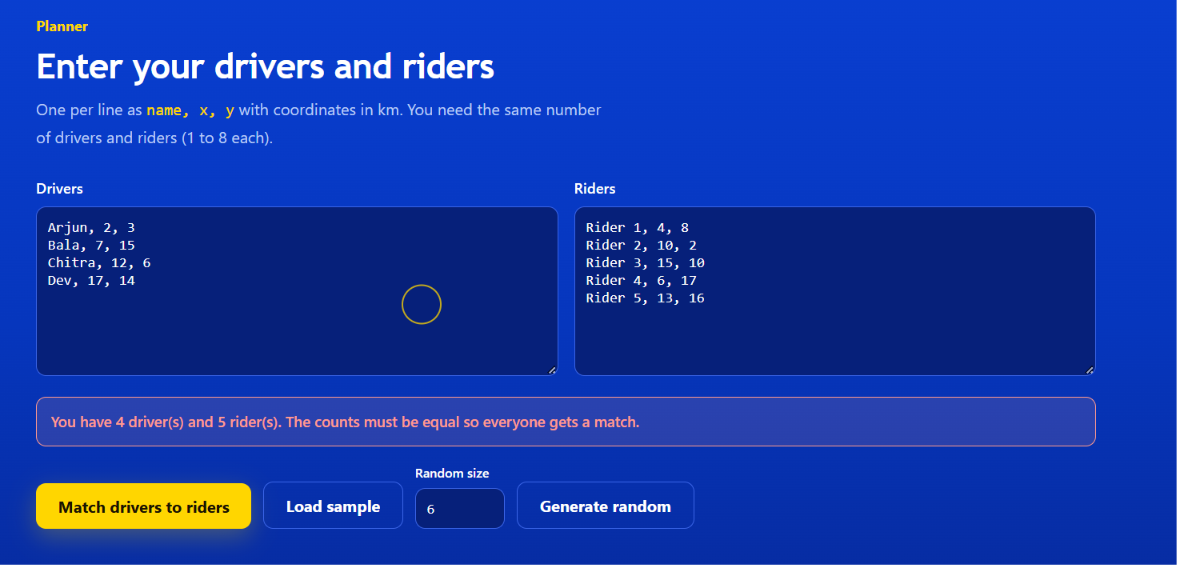 Planner
Enter your drivers and riders
One per line as name, x, y with coordinates in km. You need the same number
of drivers and riders (1 to 8 each).
Drivers
Arjun, 2, 3
Bala, 7, 15
Chitra, 12, 6
Dev, 17, 14
Riders
Rider 1, 4, 8
Rider 2, 10, 2
Rider 3, 15, 10
Rider 4, 6, 17
Rider 5, 13, 16
You have 4 driver(s) and 5 rider(s). The counts must be equal so everyone gets a match.
Match drivers to riders
Load sample
Random size
6
Generate random